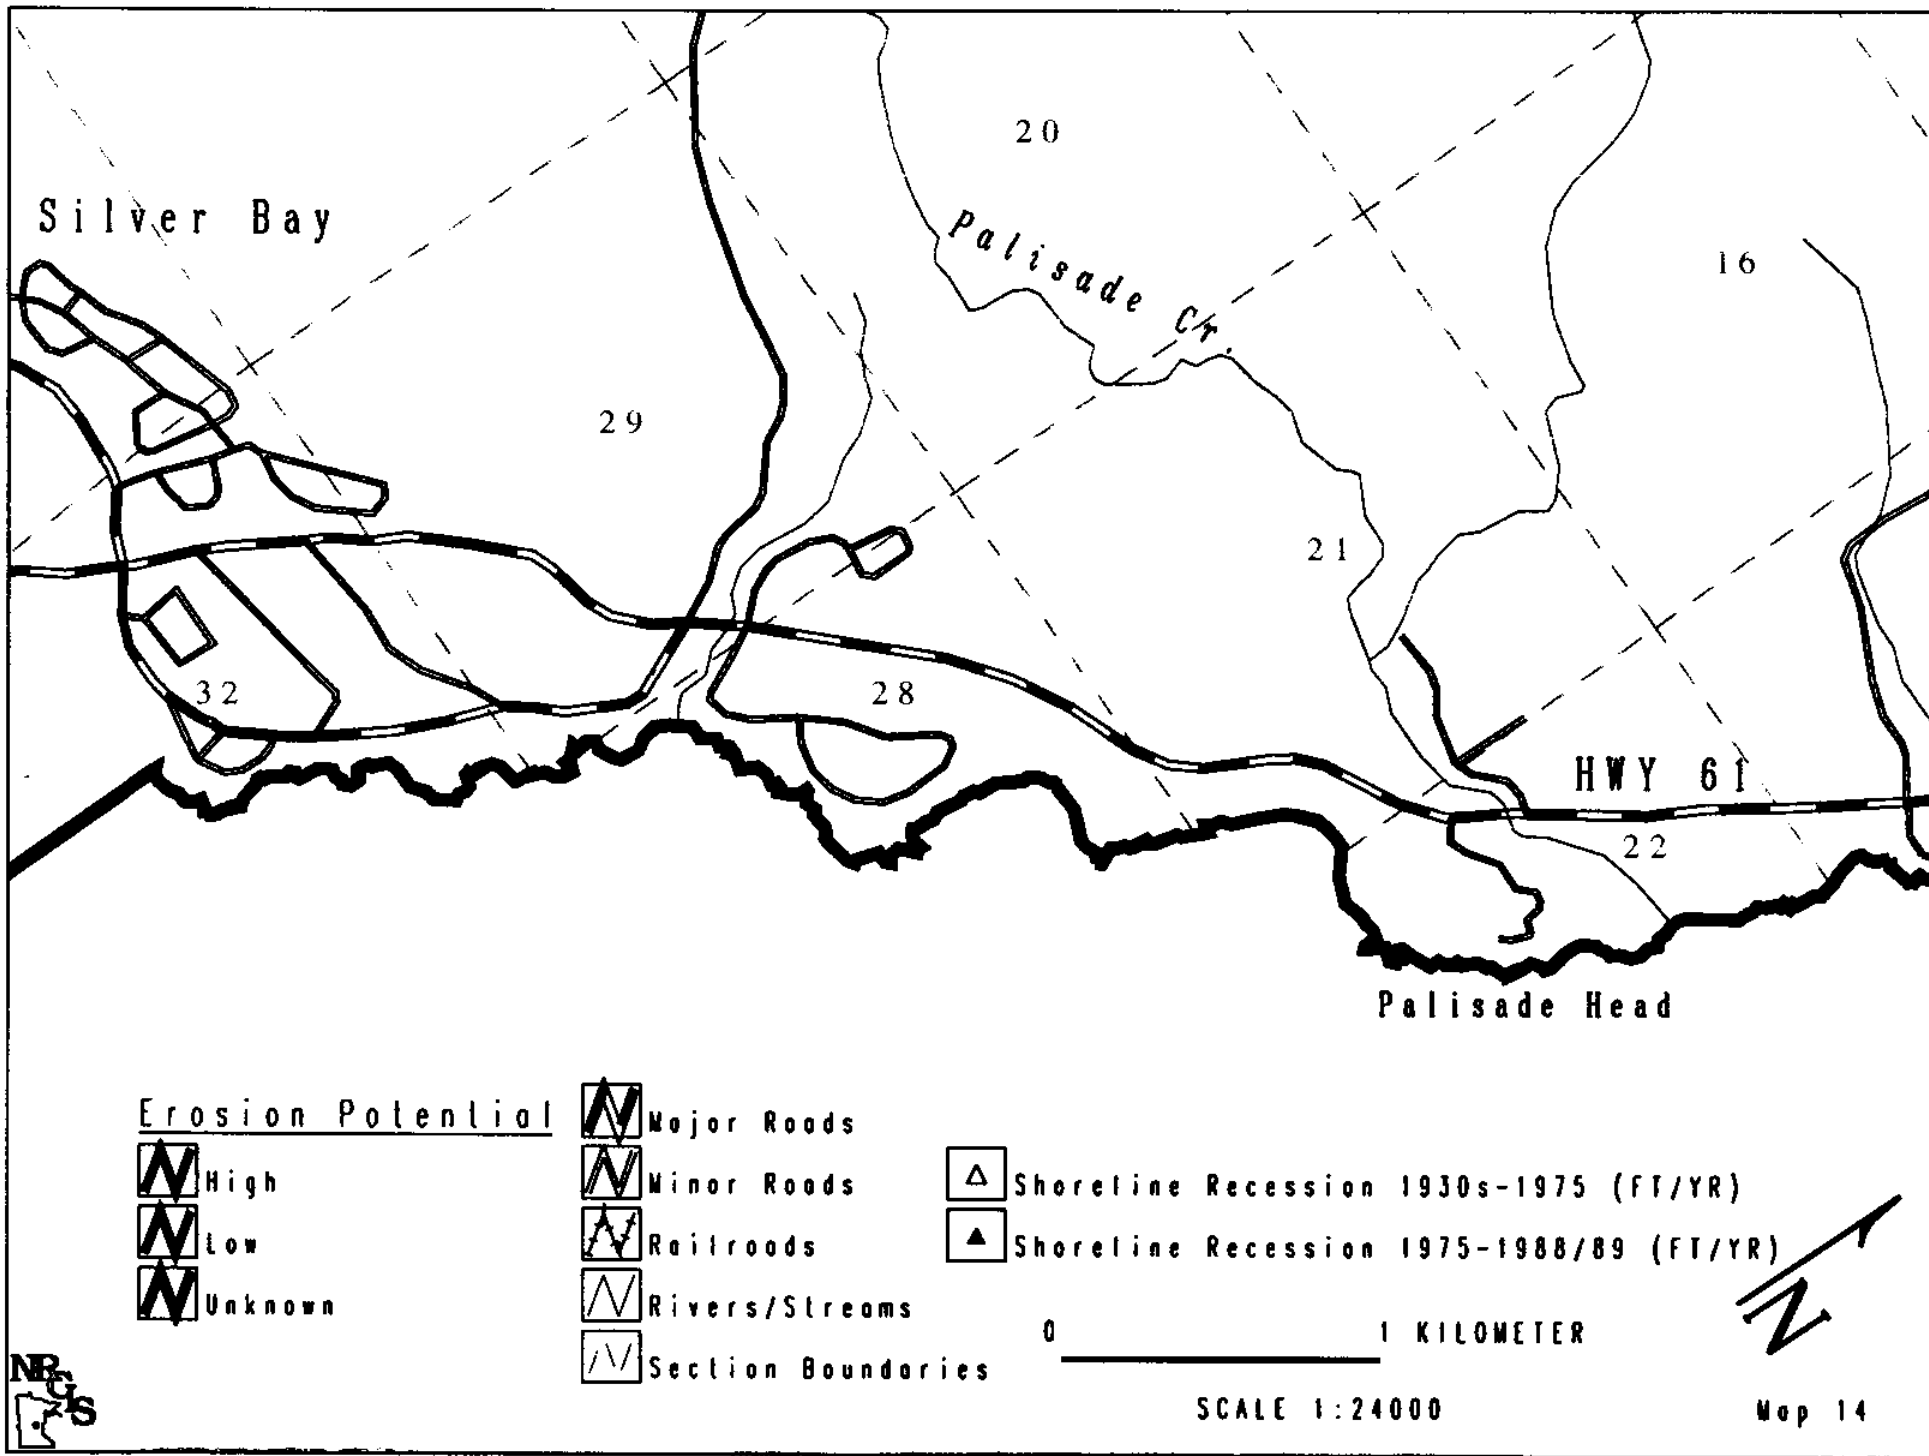 20
Silver Bay
Palisade Cr.
16
29
21
32
28
HWY 61
22
Palisade Head
Erosion Potential
High
Low
Unknown
Major Roads
Minor Roads
Railroads
Rivers/Streams
Section Boundaries
Shoreline Recession 1930s-1975 (FT/YR)
Shoreline Recession 1975-1988/89 (FT/YR)
0 1 KILOMETER
SCALE 1:24000
N
Map 14
NRGIS